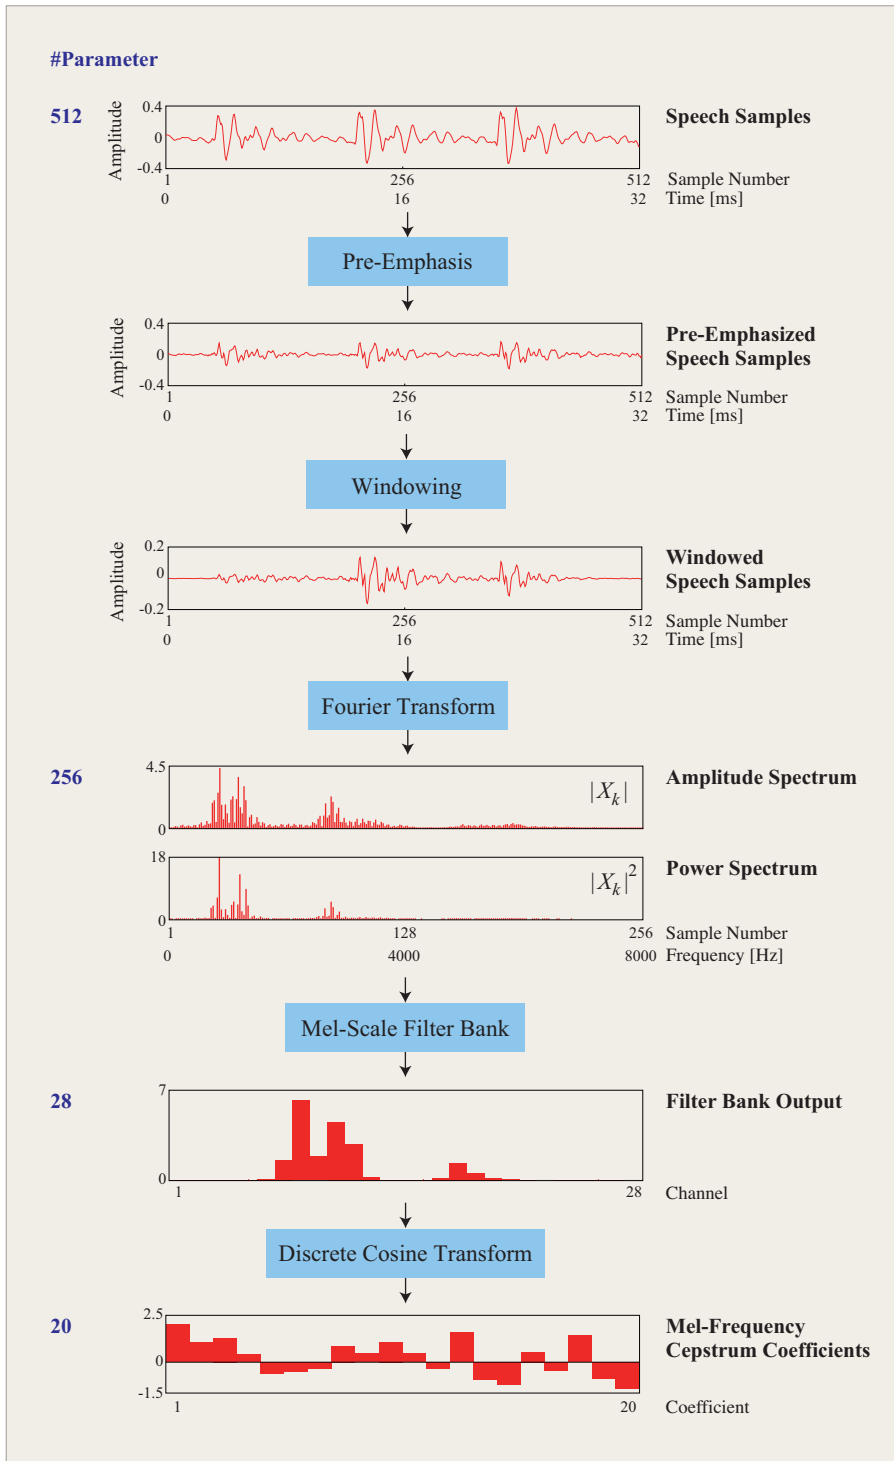 #Parameter
512
Amplitude
0.4
0
-0.4
Speech Samples
1 256 512 Sample Number
0 16 32 Time [ms]
Pre-Emphasis
Amplitude
0.4
0
-0.4
Pre-Emphasized
Speech Samples
1 256 512 Sample Number
0 16 32 Time [ms]
Windowing
Amplitude
0.2
0
-0.2
Windowed
Speech Samples
1 256 512 Sample Number
0 16 32 Time [ms]
Fourier Transform
256
4.5
0
|X_k|
Amplitude Spectrum
18
0
|X_k|^2
Power Spectrum
1 128 256 Sample Number
0 4000 8000 Frequency [Hz]
Mel-Scale Filter Bank
28
7
0
Filter Bank Output
1 28 Channel
Discrete Cosine Transform
20
2.5
0
-1.5
Mel-Frequency
Cepstrum Coefficients
1 20 Coefficient